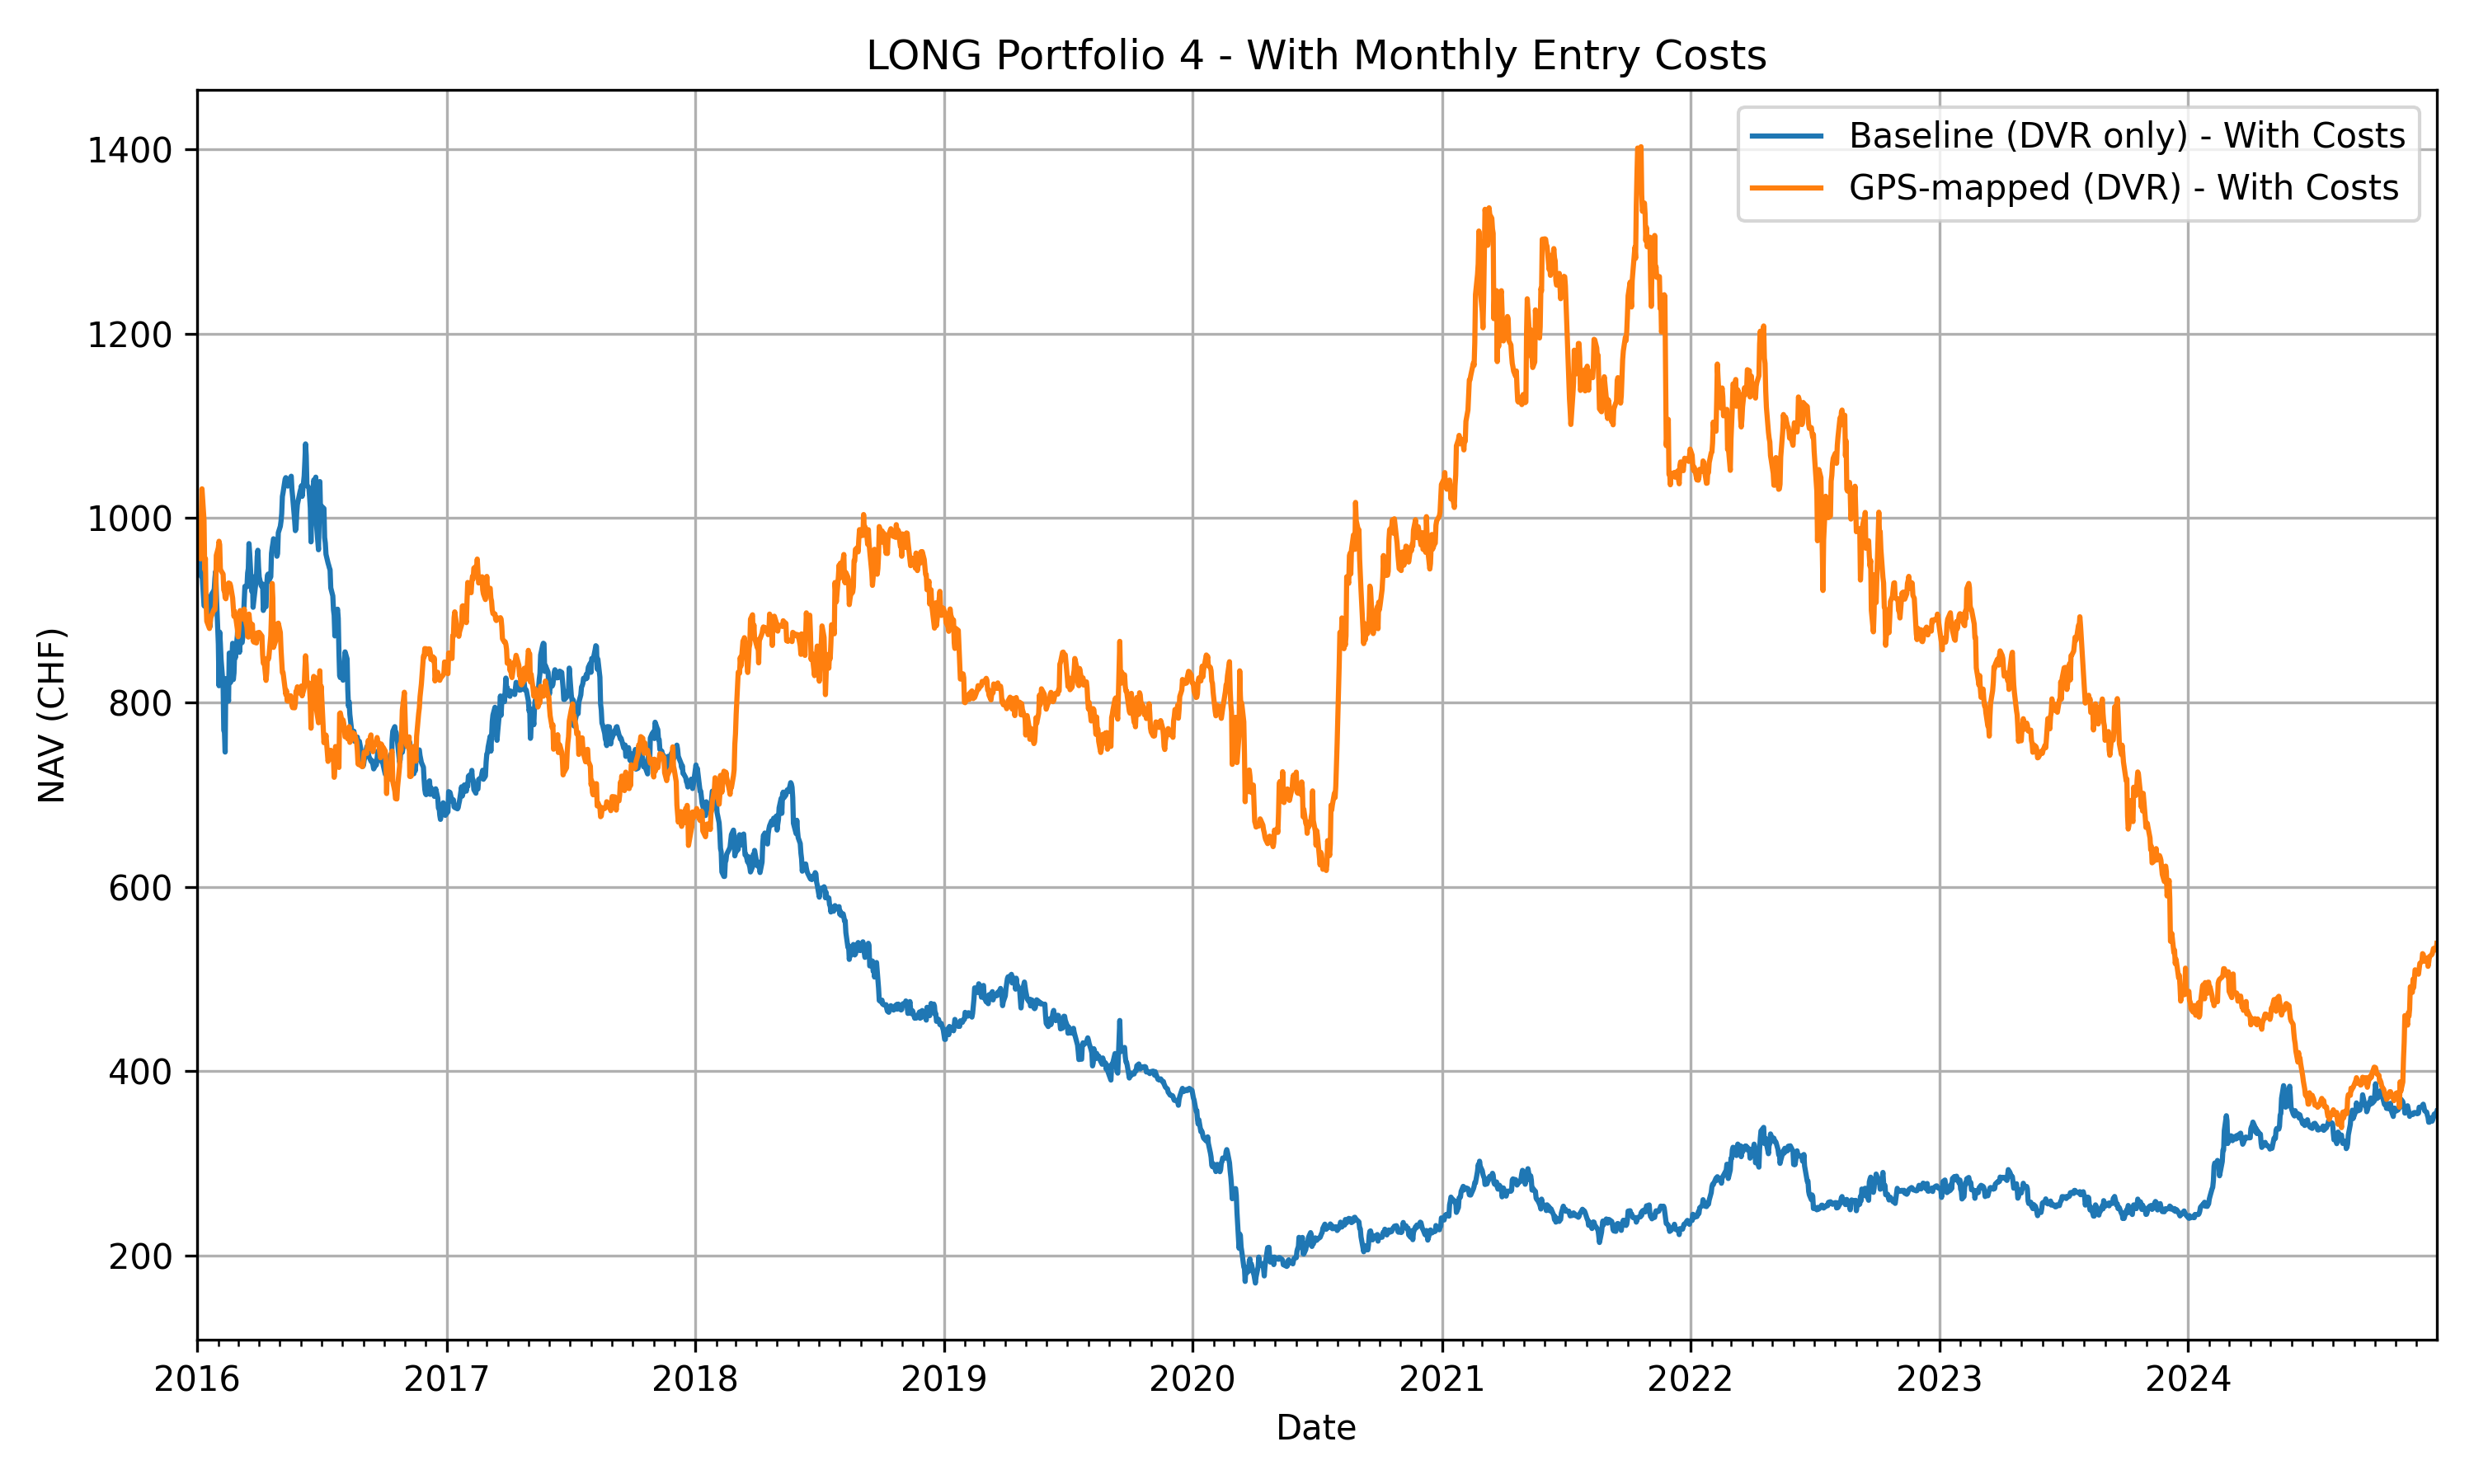 LONG Portfolio 4 - With Monthly Entry Costs
Baseline (DVR only) - With Costs
GPS-mapped (DVR) - With Costs
NAV (CHF)
1400
1200
1000
800
600
400
200
2016 2017 2018 2019 2020 2021 2022 2023 2024
Date